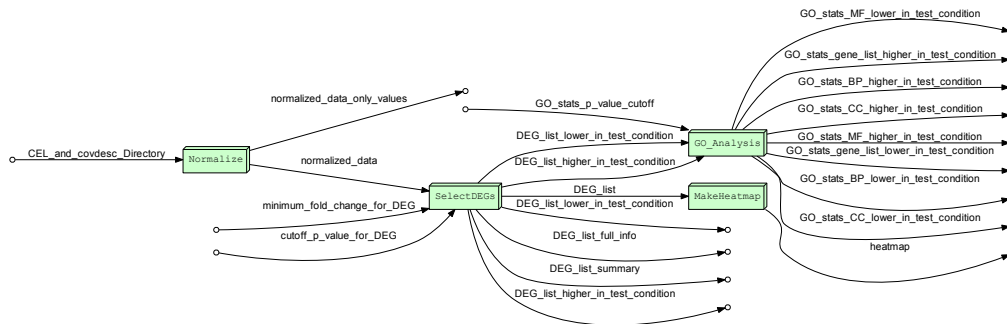 GO_stats_MF_lower_in_test_condition
GO_stats_gene_list_higher_in_test_condition
GO_stats_BP_higher_in_test_condition
normalized_data_only_values
GO_stats_p_value_cutoff
GO_stats_CC_higher_in_test_condition
DEG_list_lower_in_test_condition
GO_Analysis
GO_stats_MF_higher_in_test_condition
CEL_and_covdesc_Directory
Normalize
normalized_data
DEG_list_higher_in_test_condition
GO_stats_gene_list_lower_in_test_condition
GO_stats_BP_lower_in_test_condition
SelectDEGs
DEG_list
MakeHeatmap
minimum_fold_change_for_DEG
DEG_list_lower_in_test_condition
GO_stats_CC_lower_in_test_condition
cutoff_p_value_for_DEG
DEG_list_full_info
heatmap
DEG_list_summary
DEG_list_higher_in_test_condition